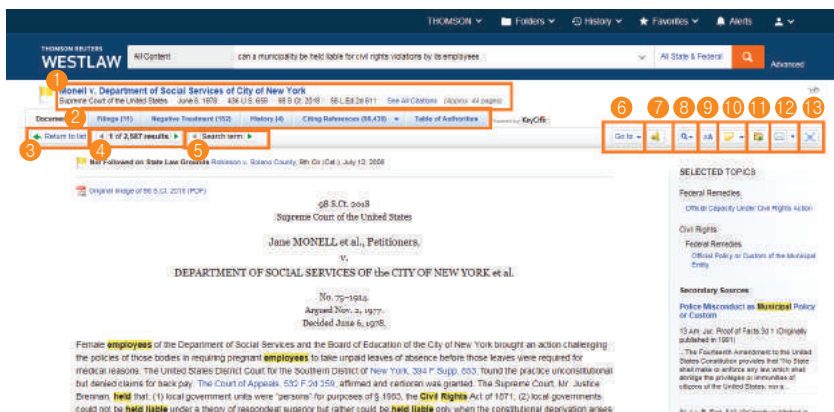 THOMSON Folders History Favorites Alerts
THOMSON REUTERS
WESTLAW All Content can a municipality be held liable for civil rights violations by its employees All State & Federal Advanced
1
Monell v. Department of Social Services of City of New York
Supreme Court of the United States June 6, 1978 436 U.S. 658 98 S.Ct. 2018 56 L.Ed.2d 611 See All Citations (Approx. 44 pages)
2 6 7 8 9 10 11 12 13
Document Filings (11) Negative Treatment (152) History (4) Citing References (88,438) Table of Authorities Powered by KeyCite
Return to list 1 of 2,587 results Search term Go to AA
3 4 5
Not Followed on State Law Grounds Robinson v. Solano County, 9th Cir.(Cal.), July 12, 2006
Original Image of 98 S.Ct. 2018 (PDF)
98 S.Ct. 2018
Supreme Court of the United States
Jane MONELL et al., Petitioners,
v.
DEPARTMENT OF SOCIAL SERVICES OF the CITY OF NEW YORK et al.
No. 75–1914.
Argued Nov. 2, 1977.
Decided June 6, 1978.
Female employees of the Department of Social Services and the Board of Education of the City of New York brought an action challenging
the policies of those bodies in requiring pregnant employees to take unpaid leaves of absence before those leaves were required for
medical reasons. The United States District Court for the Southern District of New York, 394 F.Supp. 853, found the practice unconstitutional
but denied claims for back pay. The Court of Appeals, 532 F.2d 259, affirmed and certiorari was granted. The Supreme Court, Mr. Justice
Brennan, held that: (1) local government units were "persons" for purposes of § 1983, the Civil Rights Act of 1871; (2) local governments
could not be held liable under a theory of respondeat superior but rather could be held liable only when the constitutional deprivation arises
SELECTED TOPICS
Federal Remedies
Official Capacity Under Civil Rights Action
Civil Rights
Federal Remedies
Official Policy or Custom of the Municipal
Entity
Secondary Sources
Police Misconduct as Municipal Policy
or Custom
13 Am. Jur. Proof of Facts 3d 1 (Originally
published in 1991)
...The Fourteenth Amendment to the United
States Constitution provides that "No State
shall make or enforce any law which shall
abridge the privileges or immunities of
citizens of the United States, nor s...